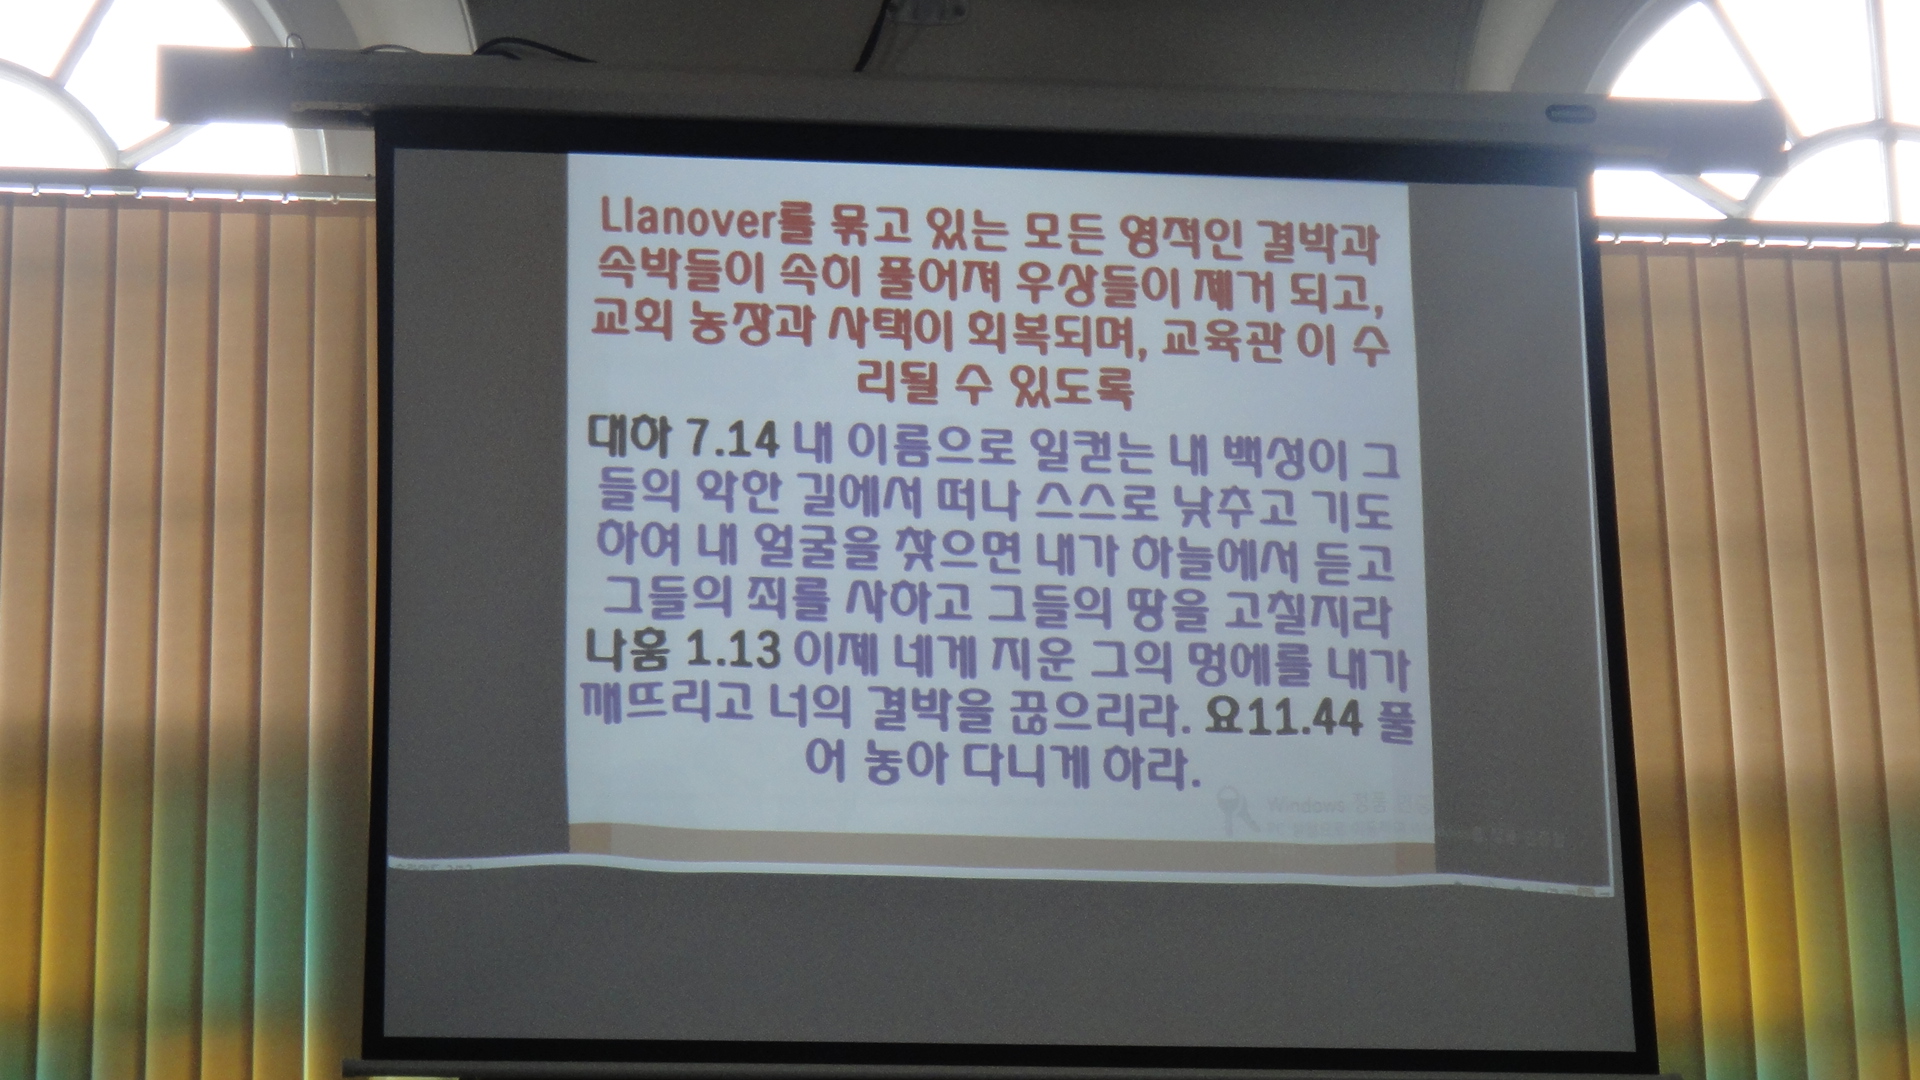 Llanover를 묶고 있는 모든 영적인 결박과
속박들이 속히 풀어져 우상들이 제거 되고,
교회 농장과 사택이 회복되며, 교육관 이 수
리될 수 있도록
대하 7.14 내 이름으로 일컫는 내 백성이 그
들의 악한 길에서 떠나 스스로 낮추고 기도
하여 내 얼굴을 찾으면 내가 하늘에서 듣고
그들의 죄를 사하고 그들의 땅을 고칠지라
나훔 1.13 이제 네게 지운 그의 멍에를 내가
깨뜨리고 너의 결박을 끊으리라. 요11.44 풀
어 놓아 다니게 하라.
Windows 정품